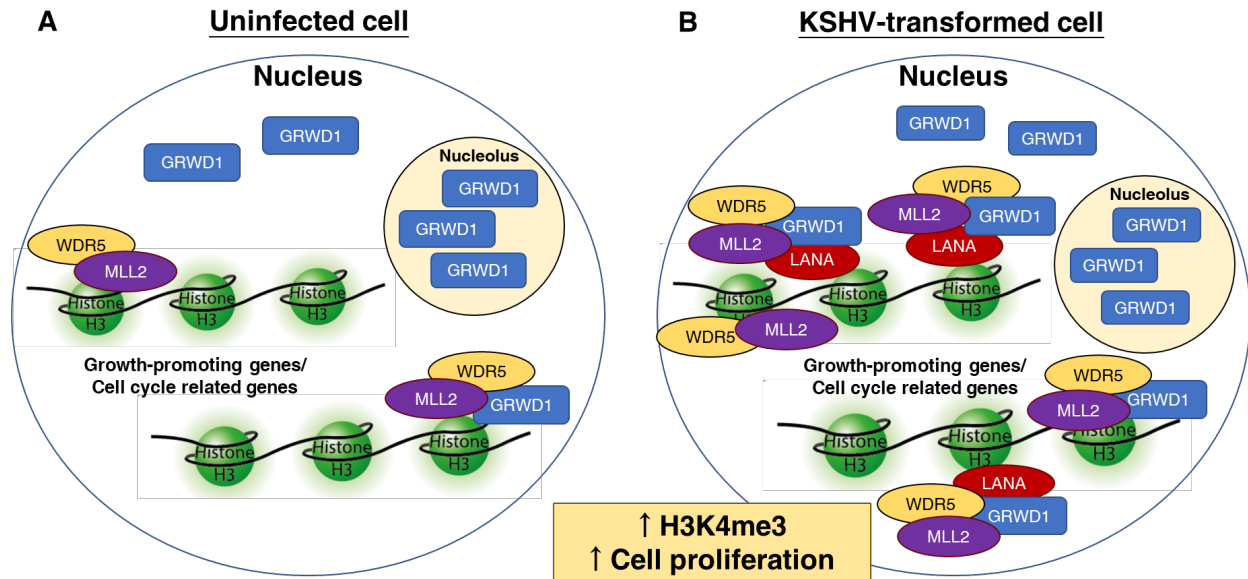 A
Uninfected cell
Nucleus
GRWD1
GRWD1
Nucleolus
GRWD1
GRWD1
GRWD1
WDR5
MLL2
Histone
H3
Histone
H3
Histone
H3
Growth-promoting genes/
Cell cycle related genes
WDR5
MLL2
GRWD1
Histone
H3
Histone
H3
Histone
H3
B
KSHV-transformed cell
Nucleus
GRWD1
GRWD1
Nucleolus
GRWD1
GRWD1
GRWD1
WDR5
GRWD1
MLL2
LANA
WDR5
MLL2
GRWD1
LANA
Histone
H3
Histone
H3
Histone
H3
WDR5
MLL2
Growth-promoting genes/
Cell cycle related genes
WDR5
GRWD1
MLL2
Histone
H3
Histone
H3
Histone
H3
LANA
WDR5
GRWD1
MLL2
↑ H3K4me3
↑ Cell proliferation